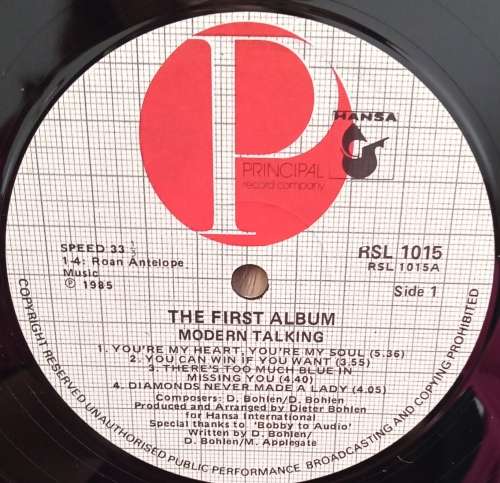 P
HANSA
PRINCIPAL
record company
SPEED 33 1/3
1-4: Roan Antelope
Music
Ⓟ 1985
RSL 1015
RSL 1015A
Side 1
THE FIRST ALBUM
MODERN TALKING
1. YOU'RE MY HEART, YOU'RE MY SOUL (5.36)
2. YOU CAN WIN IF YOU WANT (3.55)
3. THERE'S TOO MUCH BLUE IN
MISSING YOU (4.40)
4. DIAMONDS NEVER MADE A LADY (4.05)
Composers: D. Bohlen/D. Bohlen
Produced and Arranged by Dieter Bohlen
for Hansa International
Special thanks to 'Bobby to Audio'
Written by D. Bohlen/
D. Bohlen/M. Applegate
COPYRIGHT RESERVED UNAUTHORISED PUBLIC PERFORMANCE BROADCASTING AND COPYING PROHIBITED